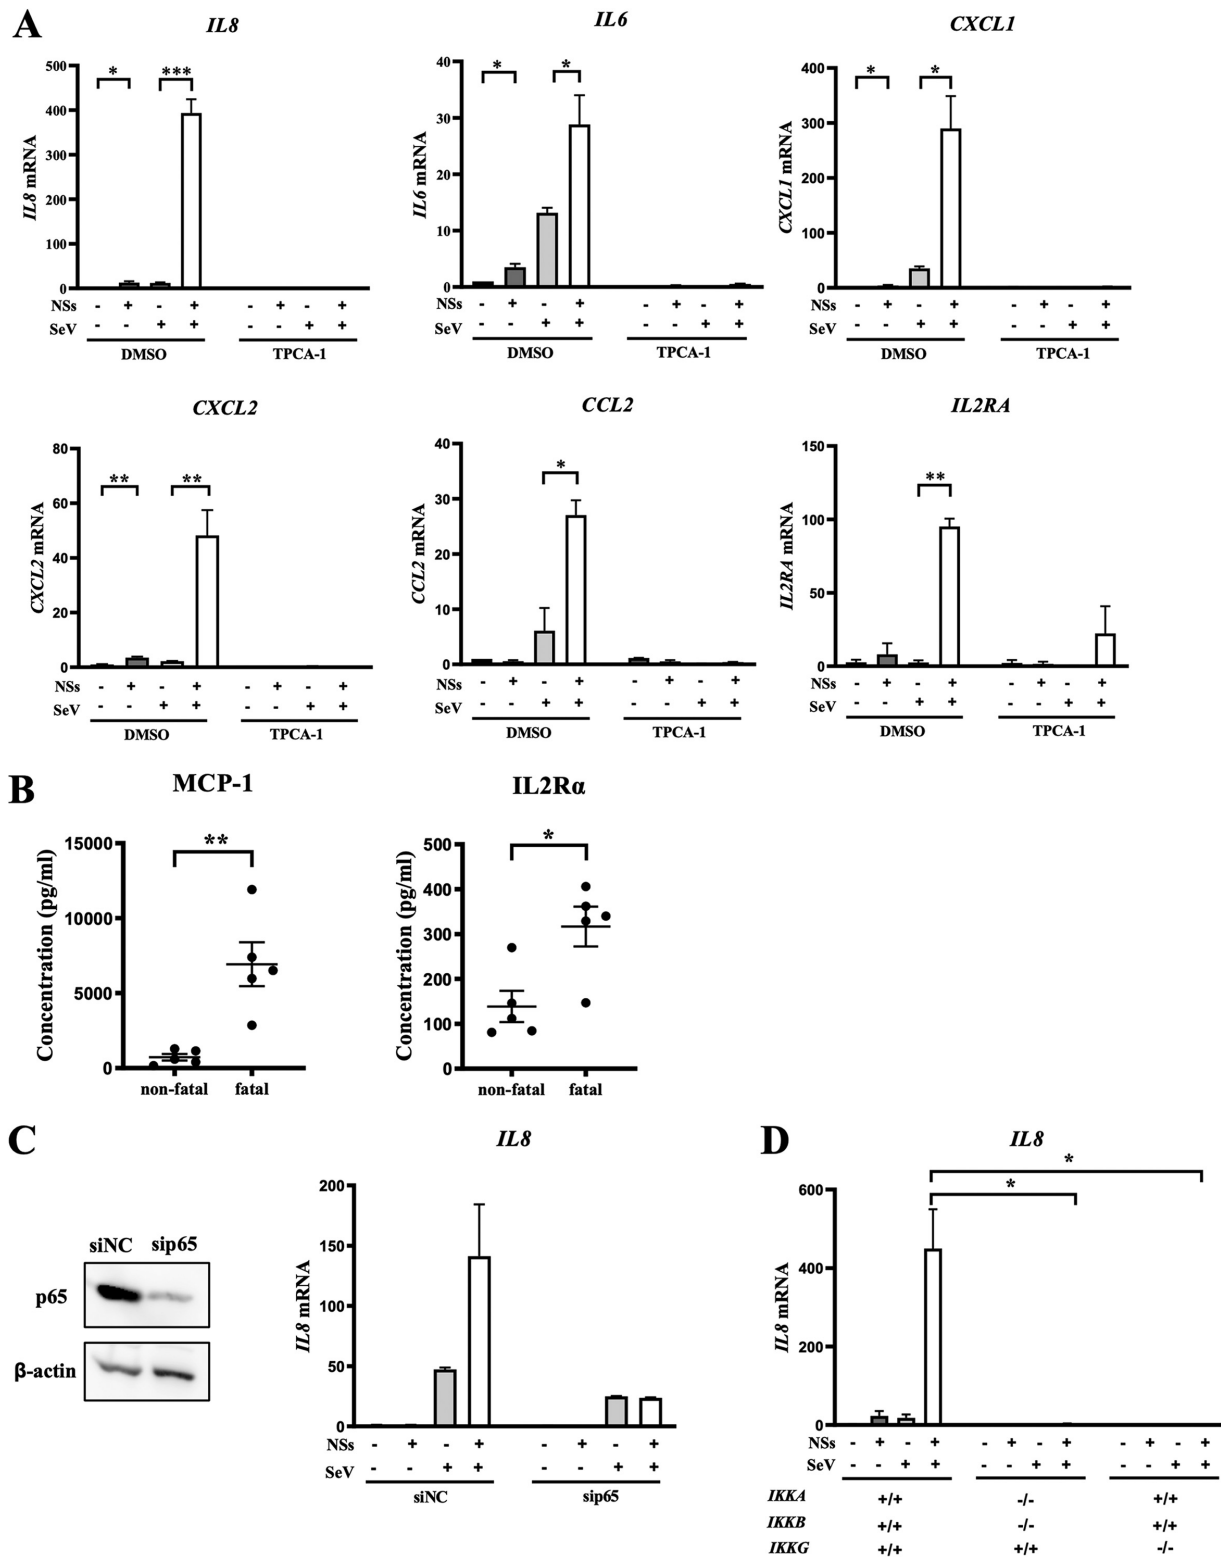 A
IL8
IL6
CXCL1
IL8 mRNA
500
400
300
200
100
0
* ***
NSs - + - + - + - +
SeV - - + + - - + +
DMSO TPCA-1
IL6 mRNA
40
30
20
10
0
* *
NSs - + - + - + - +
SeV - - + + - - + +
DMSO TPCA-1
CXCL1 mRNA
400
300
200
100
0
* *
NSs - + - + - + - +
SeV - - + + - - + +
DMSO TPCA-1
CXCL2
CCL2
IL2RA
CXCL2 mRNA
80
60
40
20
0
** **
NSs - + - + - + - +
SeV - - + + - - + +
DMSO TPCA-1
CCL2 mRNA
40
30
20
10
0
*
NSs - + - + - + - +
SeV - - + + - - + +
DMSO TPCA-1
IL2RA mRNA
150
100
50
0
**
NSs - + - + - + - +
SeV - - + + - - + +
DMSO TPCA-1
B
MCP-1
Concentration (pg/ml)
15000
10000
5000
0
**
non-fatal fatal
IL2Rα
Concentration (pg/ml)
500
400
300
200
100
0
*
non-fatal fatal
C
siNC sip65
p65
β-actin
IL8
IL8 mRNA
200
150
100
50
0
NSs - + - + - + - +
SeV - - + + - - + +
siNC sip65
D
IL8
IL8 mRNA
600
400
200
0
*
*
NSs - + - + - + - + - + - +
SeV - - + + - - + + - - + +
IKKA +/+ -/- +/+
IKKB +/+ -/- +/+
IKKG +/+ +/+ -/-